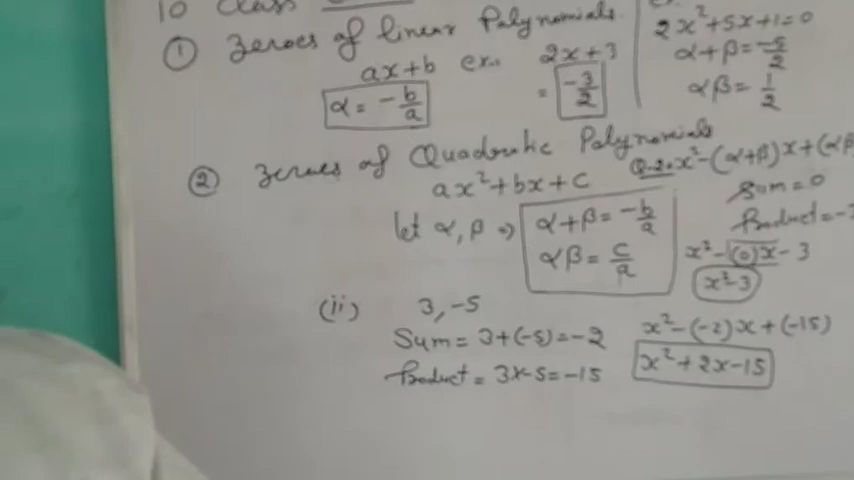 10 Class
① Zeroes of linear Polynomials.
ax+b ex.. 2x+3
α = -b/a = -3/2
2x²+5x+1=0
α+β = -5/2
αβ = 1/2
② Zeroes of Quadratic Polynomials
ax²+bx+c
let α, β ⇒ α+β = -b/a
αβ = c/a
Q.2. x²-(α+β)x+(αβ
Sum = 0
Product = -3
x²-(0)x-3
x²-3
(ii) 3, -5
Sum = 3+(-5) = -2
Product = 3x-5 = -15
x²-(-2)x+(-15)
x²+2x-15